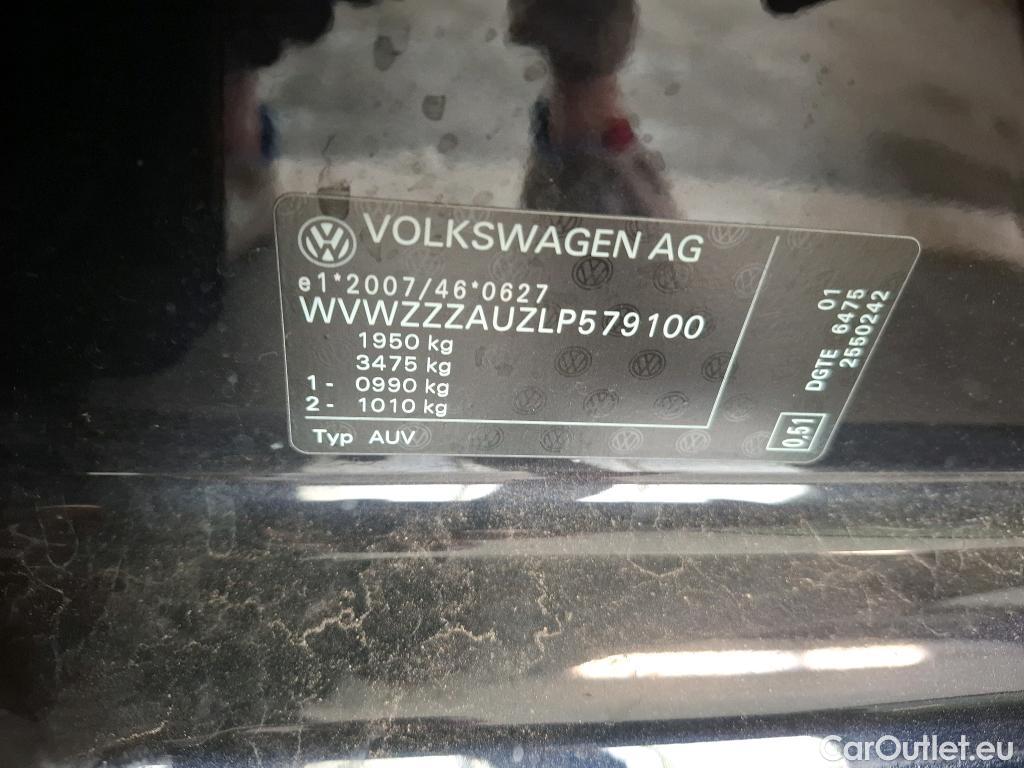 VOLKSWAGEN AG
e1*2007/46*0627
WVWZZZAUZLP579100
1950 kg
3475 kg
1- 0990 kg
2- 1010 kg
Typ AUV
01
DGTE 6475
2550242
0,51
CarOutlet.eu